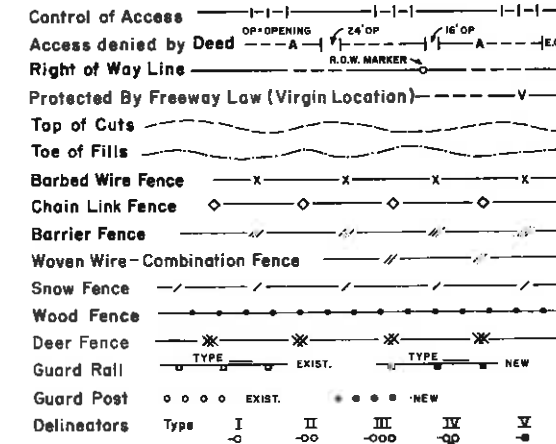 Control of Access
Access denied by Deed OP=OPENING A 24' OP 16' OP A
Right of Way Line R.O.W. MARKER
Protected By Freeway Law (Virgin Location) V
Top of Cuts
Toe of Fills
Barbed Wire Fence x x x x
Chain Link Fence
Barrier Fence
Woven Wire-Combination Fence
Snow Fence
Wood Fence
Deer Fence
Guard Rail TYPE EXIST. TYPE NEW
Guard Post EXIST. NEW
Delineators Type I II III IV V